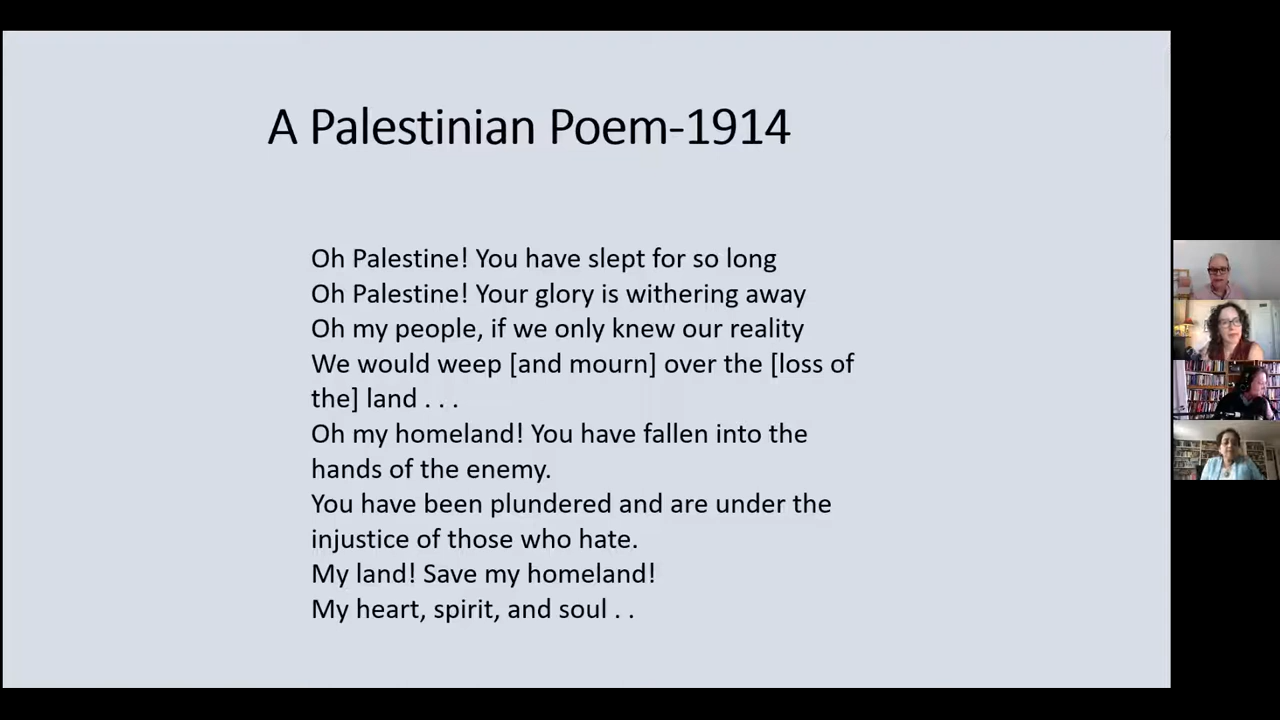 A Palestinian Poem-1914
Oh Palestine! You have slept for so long
Oh Palestine! Your glory is withering away
Oh my people, if we only knew our reality
We would weep [and mourn] over the [loss of
the] land . . .
Oh my homeland! You have fallen into the
hands of the enemy.
You have been plundered and are under the
injustice of those who hate.
My land! Save my homeland!
My heart, spirit, and soul . .